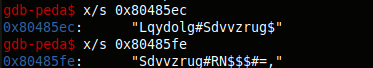 gdb-peda$ x/s 0x80485ec
0x80485ec:	"Lqydolg#Sdvvzrug$"
gdb-peda$ x/s 0x80485fe
0x80485fe:	"Sdvvzrug#RN$$$#=,"